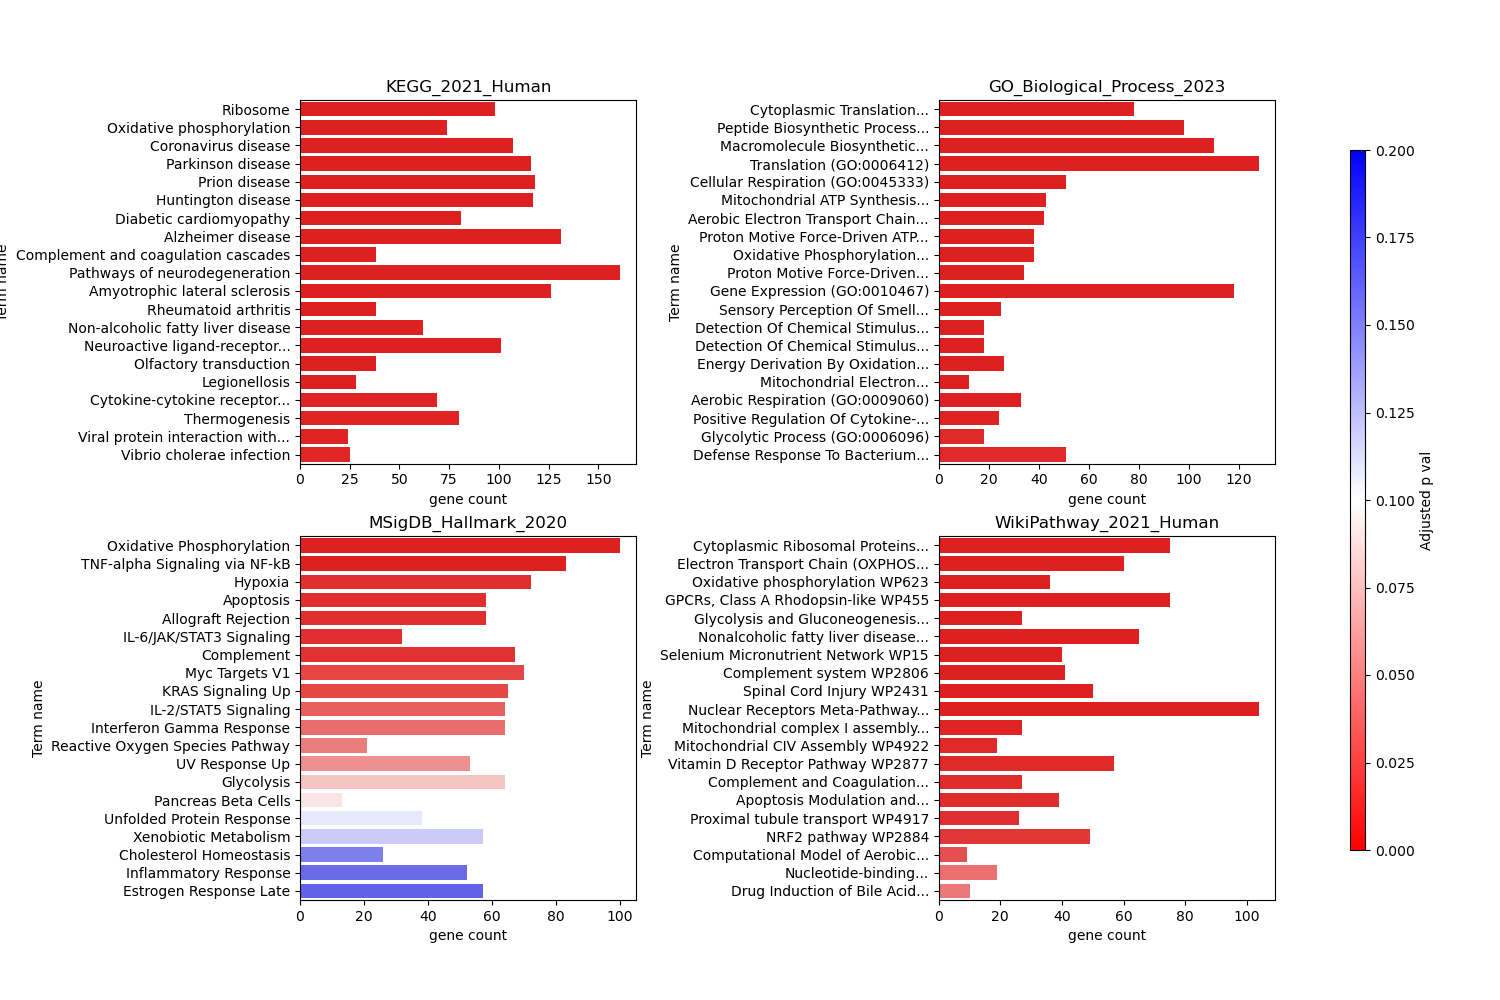 KEGG_2021_Human
Term name
Ribosome
Oxidative phosphorylation
Coronavirus disease
Parkinson disease
Prion disease
Huntington disease
Diabetic cardiomyopathy
Alzheimer disease
Complement and coagulation cascades
Pathways of neurodegeneration
Amyotrophic lateral sclerosis
Rheumatoid arthritis
Non-alcoholic fatty liver disease
Neuroactive ligand-receptor...
Olfactory transduction
Legionellosis
Cytokine-cytokine receptor...
Thermogenesis
Viral protein interaction with...
Vibrio cholerae infection
0 25 50 75 100 125 150
gene count
GO_Biological_Process_2023
Term name
Cytoplasmic Translation...
Peptide Biosynthetic Process...
Macromolecule Biosynthetic...
Translation (GO:0006412)
Cellular Respiration (GO:0045333)
Mitochondrial ATP Synthesis...
Aerobic Electron Transport Chain...
Proton Motive Force-Driven ATP...
Oxidative Phosphorylation...
Proton Motive Force-Driven...
Gene Expression (GO:0010467)
Sensory Perception Of Smell...
Detection Of Chemical Stimulus...
Detection Of Chemical Stimulus...
Energy Derivation By Oxidation...
Mitochondrial Electron...
Aerobic Respiration (GO:0009060)
Positive Regulation Of Cytokine-...
Glycolytic Process (GO:0006096)
Defense Response To Bacterium...
0 20 40 60 80 100 120
gene count
MSigDB_Hallmark_2020
Term name
Oxidative Phosphorylation
TNF-alpha Signaling via NF-kB
Hypoxia
Apoptosis
Allograft Rejection
IL-6/JAK/STAT3 Signaling
Complement
Myc Targets V1
KRAS Signaling Up
IL-2/STAT5 Signaling
Interferon Gamma Response
Reactive Oxygen Species Pathway
UV Response Up
Glycolysis
Pancreas Beta Cells
Unfolded Protein Response
Xenobiotic Metabolism
Cholesterol Homeostasis
Inflammatory Response
Estrogen Response Late
0 20 40 60 80 100
gene count
WikiPathway_2021_Human
Term name
Cytoplasmic Ribosomal Proteins...
Electron Transport Chain (OXPHOS...
Oxidative phosphorylation WP623
GPCRs, Class A Rhodopsin-like WP455
Glycolysis and Gluconeogenesis...
Nonalcoholic fatty liver disease...
Selenium Micronutrient Network WP15
Complement system WP2806
Spinal Cord Injury WP2431
Nuclear Receptors Meta-Pathway...
Mitochondrial complex I assembly...
Mitochondrial CIV Assembly WP4922
Vitamin D Receptor Pathway WP2877
Complement and Coagulation...
Apoptosis Modulation and...
Proximal tubule transport WP4917
NRF2 pathway WP2884
Computational Model of Aerobic...
Nucleotide-binding...
Drug Induction of Bile Acid...
0 20 40 60 80 100
gene count
0.200
0.175
0.150
0.125
0.100
0.075
0.050
0.025
0.000
Adjusted p val